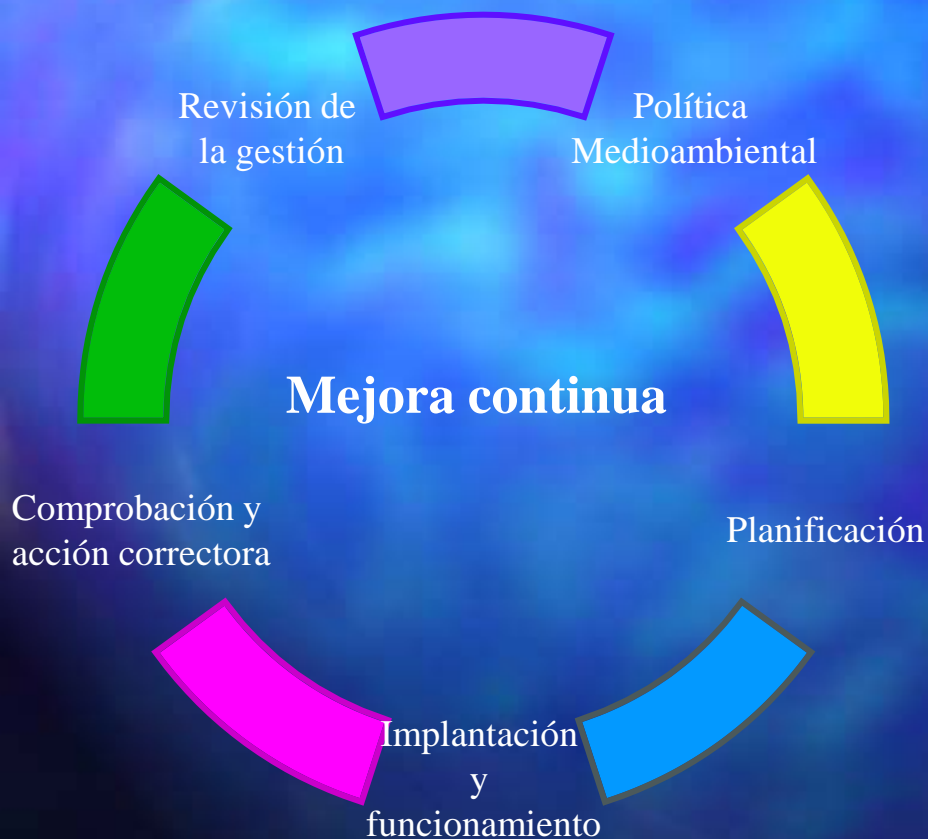 Revisión de
la gestión
Política
Medioambiental
Mejora continua
Comprobación y
acción correctora
Planificación
Implantación
y
funcionamiento